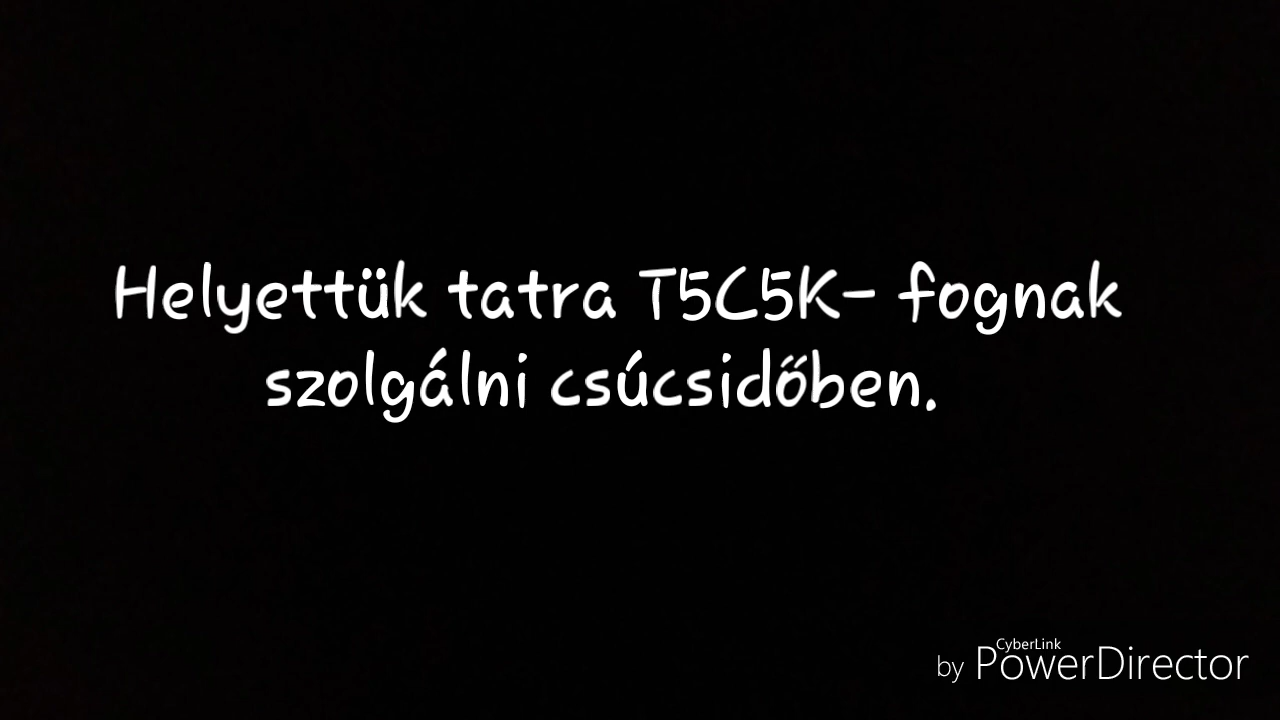 Helyettük tatra T5C5K- fognak
szolgálni csúcsidőben.
by CyberLink PowerDirector